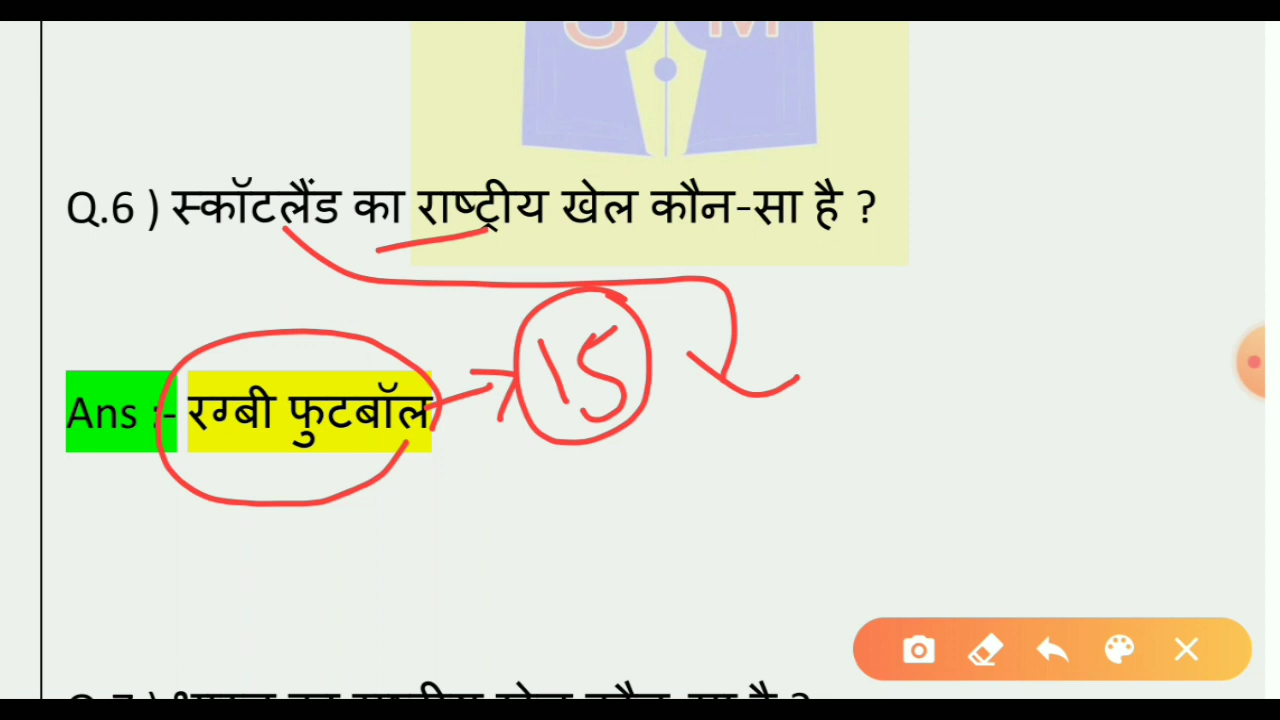 S M
Q.6 ) स्कॉटलैंड का राष्ट्रीय खेल कौन-सा है ?
15
Ans :- रग्बी फुटबॉल